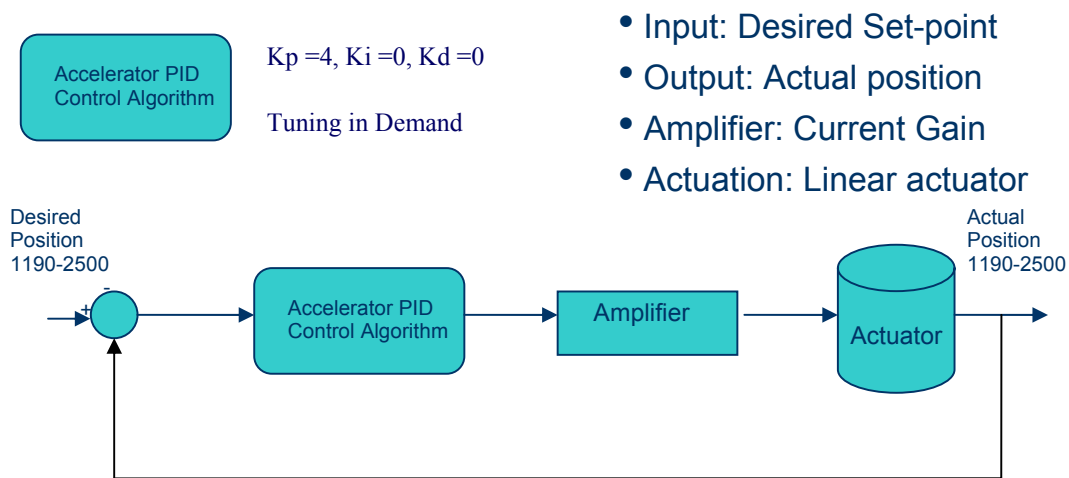 Accelerator PID
Control Algorithm
Kp =4, Ki =0, Kd =0
Tuning in Demand
• Input: Desired Set-point
• Output: Actual position
• Amplifier: Current Gain
• Actuation: Linear actuator
Desired
Position
1190-2500
-
+
Accelerator PID
Control Algorithm
Amplifier
Actuator
Actual
Position
1190-2500